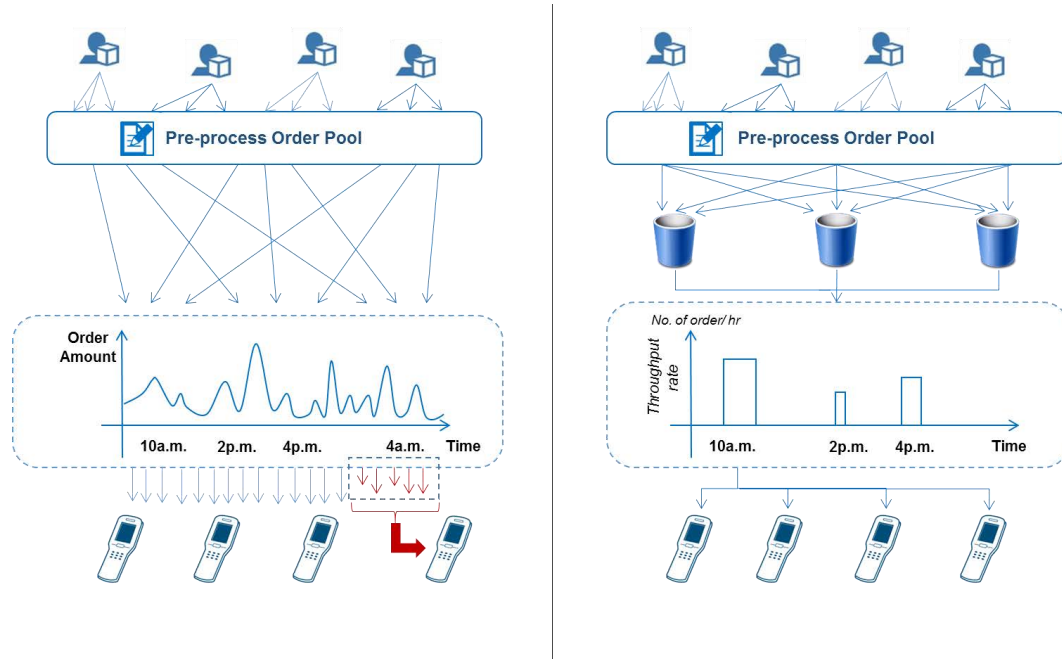 Pre-process Order Pool
Order
Amount
10a.m. 2p.m. 4p.m. 4a.m. Time
Pre-process Order Pool
No. of order/ hr
Throughput
rate
10a.m. 2p.m. 4p.m. Time